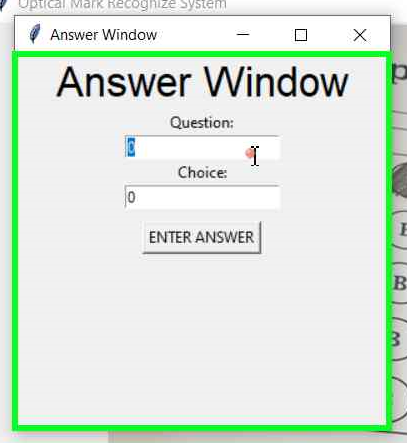 Optical Mark Recognize System
Answer Window
Answer Window
Question:
0
Choice:
0
ENTER ANSWER
p
B
B
B